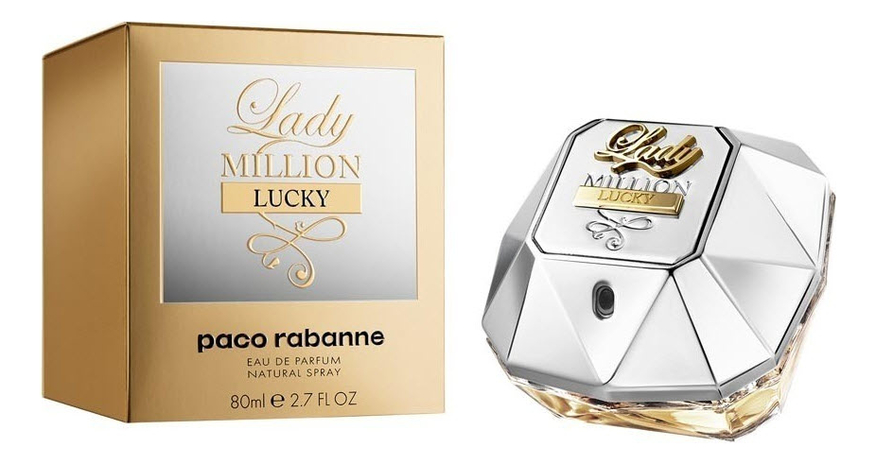 Lady
MILLION
LUCKY
paco rabanne
EAU DE PARFUM
NATURAL SPRAY
80ml e 2.7 FL OZ
Lady
MILLION
LUCKY